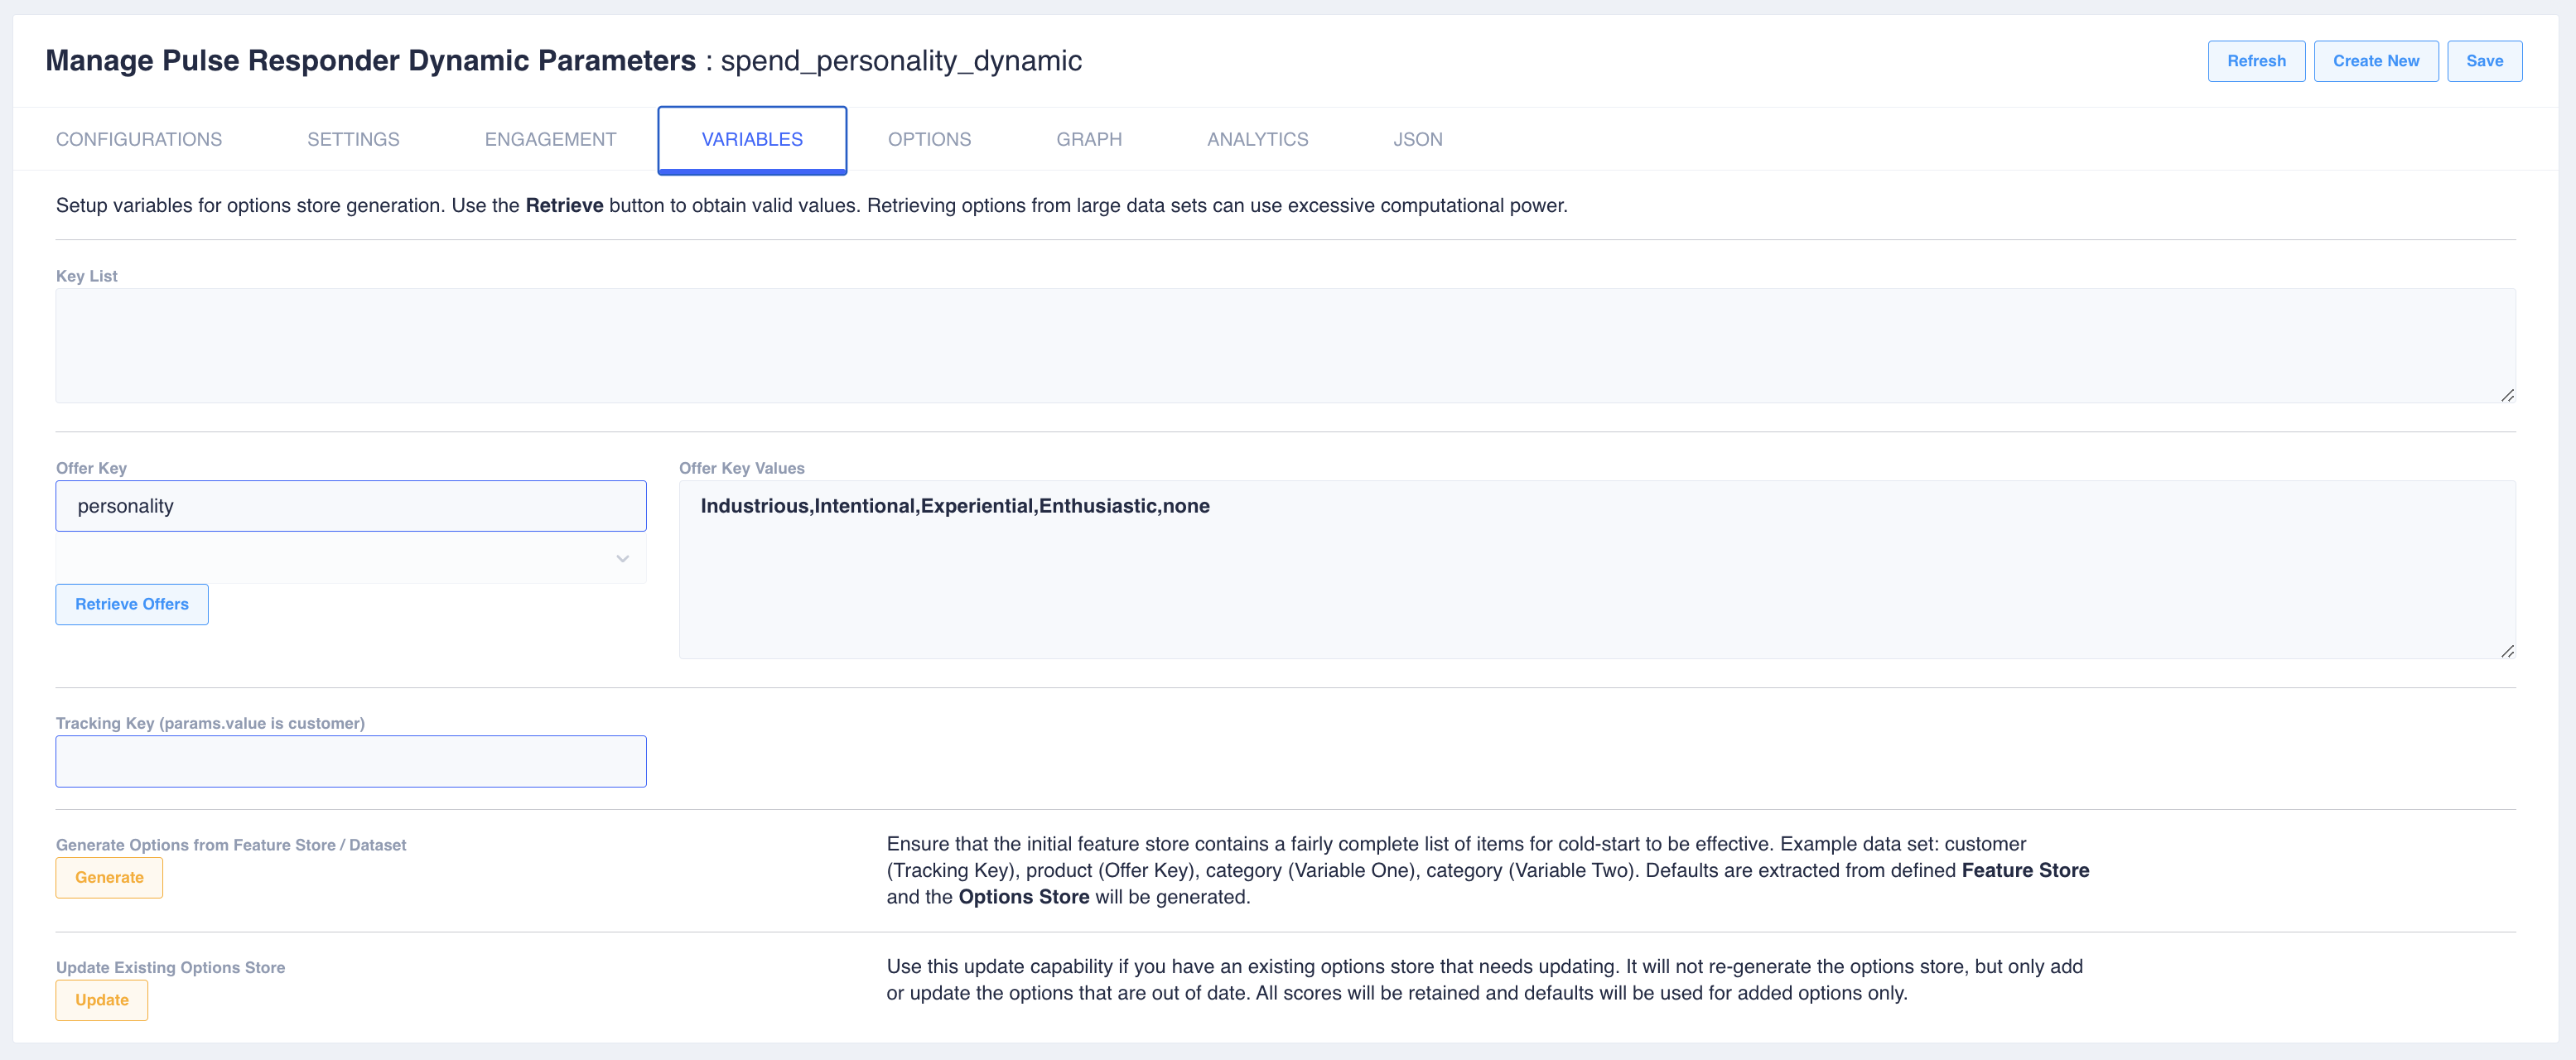 Manage Pulse Responder Dynamic Parameters : spend_personality_dynamic
Refresh
Create New
Save
CONFIGURATIONS
SETTINGS
ENGAGEMENT
VARIABLES
OPTIONS
GRAPH
ANALYTICS
JSON
Setup variables for options store generation. Use the Retrieve button to obtain valid values. Retrieving options from large data sets can use excessive computational power.
Key List
Offer Key
personality
Retrieve Offers
Offer Key Values
Industrious,Intentional,Experiential,Enthusiastic,none
Tracking Key (params.value is customer)
Generate Options from Feature Store / Dataset
Generate
Ensure that the initial feature store contains a fairly complete list of items for cold-start to be effective. Example data set: customer
(Tracking Key), product (Offer Key), category (Variable One), category (Variable Two). Defaults are extracted from defined Feature Store
and the Options Store will be generated.
Update Existing Options Store
Update
Use this update capability if you have an existing options store that needs updating. It will not re-generate the options store, but only add
or update the options that are out of date. All scores will be retained and defaults will be used for added options only.